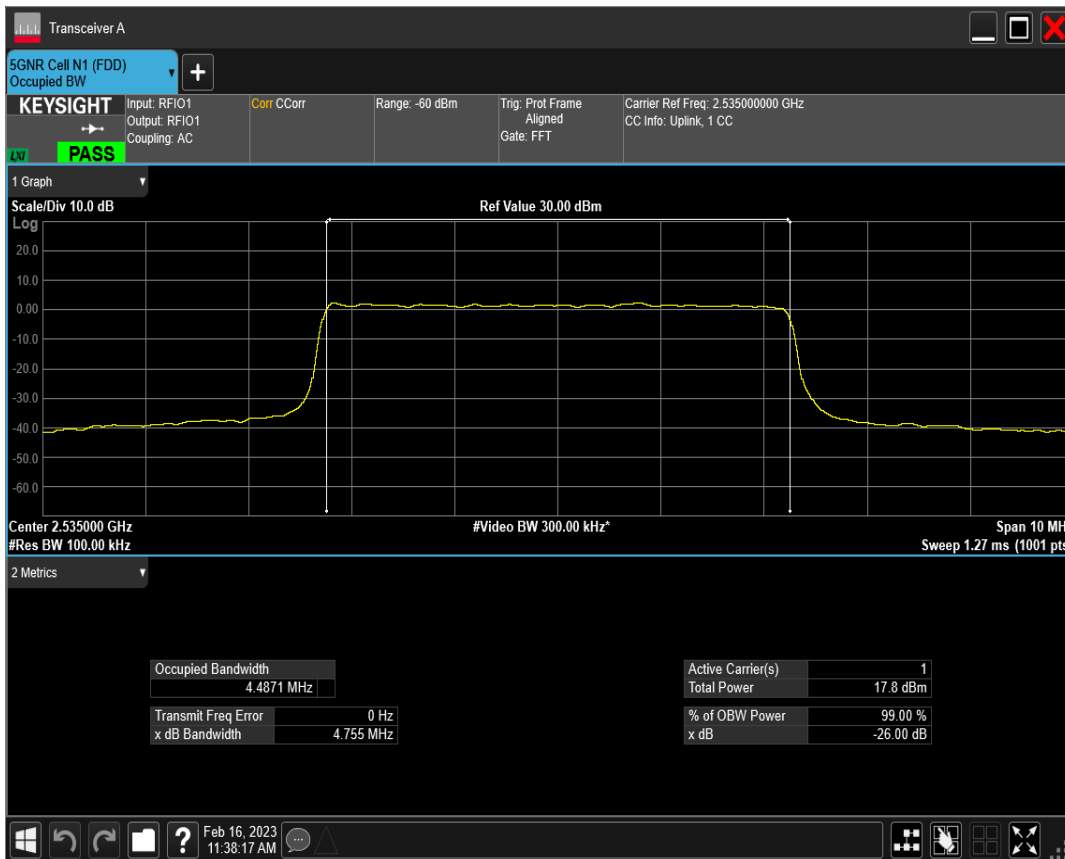 Transceiver A
5GNR Cell N1 (FDD)
Occupied BW
+
KEYSIGHT
LXI
PASS
Input: RFIO1
Output: RFIO1
Coupling: AC
Corr CCorr
Range: -60 dBm
Trig: Prot Frame
Aligned
Gate: FFT
Carrier Ref Freq: 2.535000000 GHz
CC Info: Uplink, 1 CC
1 Graph
Scale/Div 10.0 dB
Ref Value 30.00 dBm
Log
20.0
10.0
0.00
-10.0
-20.0
-30.0
-40.0
-50.0
-60.0
Center 2.535000 GHz
#Video BW 300.00 kHz*
Span 10 MH
#Res BW 100.00 kHz
Sweep 1.27 ms (1001 pts
2 Metrics
Occupied Bandwidth
4.4871 MHz
Transmit Freq Error 0 Hz
x dB Bandwidth 4.755 MHz
Active Carrier(s) 1
Total Power 17.8 dBm
% of OBW Power 99.00 %
x dB -26.00 dB
?
Feb 16, 2023
11:38:17 AM